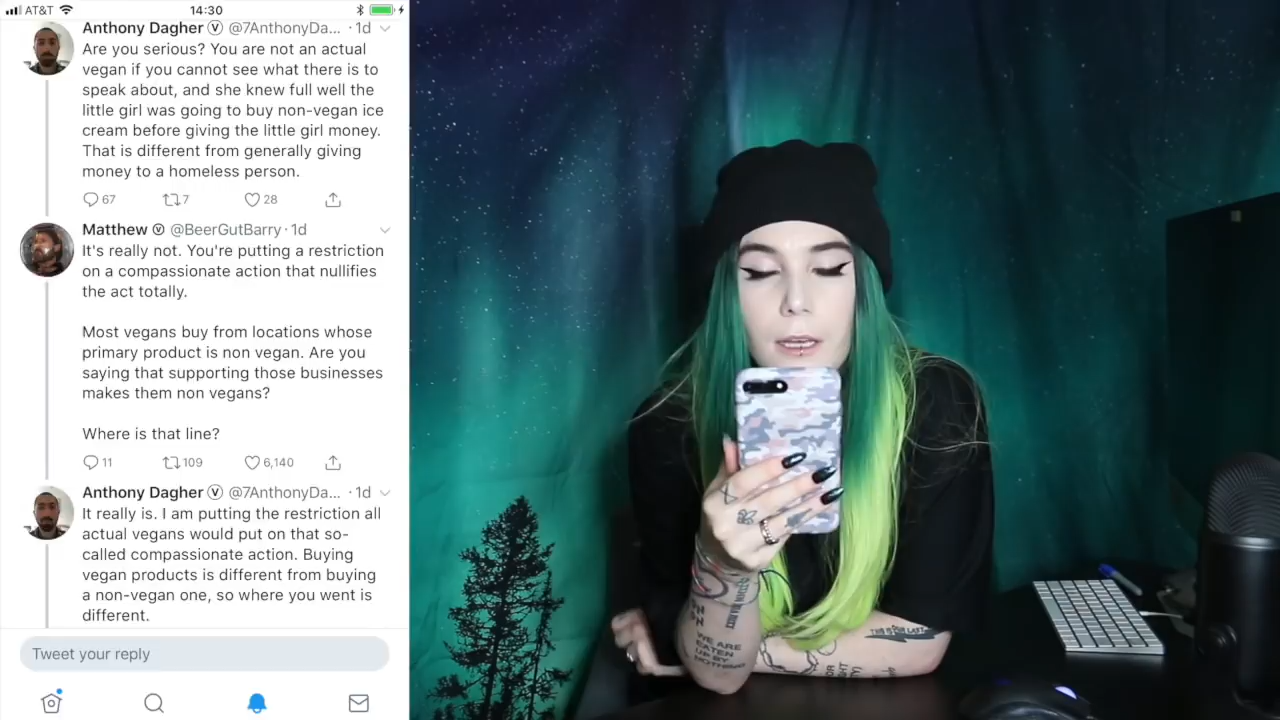 AT&T 14:30
Anthony Dagher Ⓥ @7AnthonyDa... · 1d
Are you serious? You are not an actual
vegan if you cannot see what there is to
speak about, and she knew full well the
little girl was going to buy non-vegan ice
cream before giving the little girl money.
That is different from generally giving
money to a homeless person.
67 7 28
Matthew Ⓥ @BeerGutBarry · 1d
It's really not. You're putting a restriction
on a compassionate action that nullifies
the act totally.
Most vegans buy from locations whose
primary product is non vegan. Are you
saying that supporting those businesses
makes them non vegans?
Where is that line?
11 109 6,140
Anthony Dagher Ⓥ @7AnthonyDa... · 1d
It really is. I am putting the restriction all
actual vegans would put on that so-
called compassionate action. Buying
vegan products is different from buying
a non-vegan one, so where you went is
different.
Tweet your reply
WE ARE
EATEN
UP BY
NOTHING